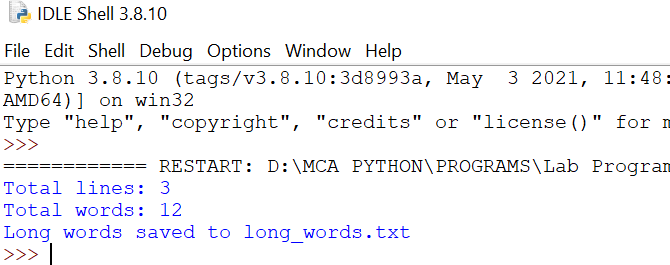 IDLE Shell 3.8.10
File Edit Shell Debug Options Window Help
Python 3.8.10 (tags/v3.8.10:3d8993a, May  3 2021, 11:48:
AMD64)] on win32
Type "help", "copyright", "credits" or "license()" for m
>>>
============ RESTART: D:\MCA PYTHON\PROGRAMS\Lab Program
Total lines: 3
Total words: 12
Long words saved to long_words.txt
>>>